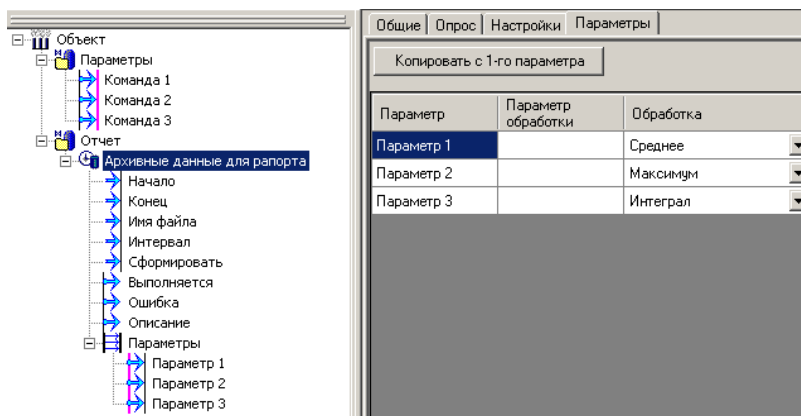 Объект
Параметры
Команда 1
Команда 2
Команда 3
Отчет
Архивные данные для рапорта
Начало
Конец
Имя файла
Интервал
Сформировать
Выполняется
Ошибка
Описание
Параметры
Параметр 1
Параметр 2
Параметр 3
Общие Опрос Настройки Параметры
Копировать с 1-го параметра
Параметр Параметр обработки Обработка
Параметр 1 Среднее
Параметр 2 Максимум
Параметр 3 Интеграл